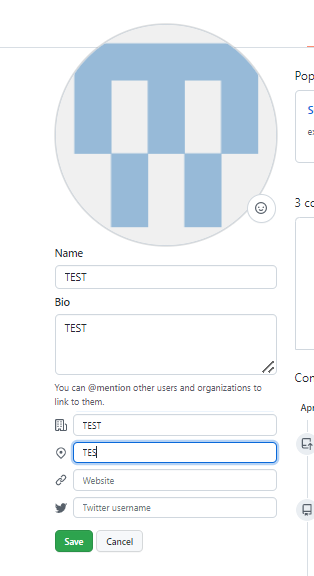 Pop
S
e
3 co
Name
TEST
Bio
TEST
You can @mention other users and organizations to
link to them.
Con
TEST
Apr
TES
Website
Twitter username
Save Cancel